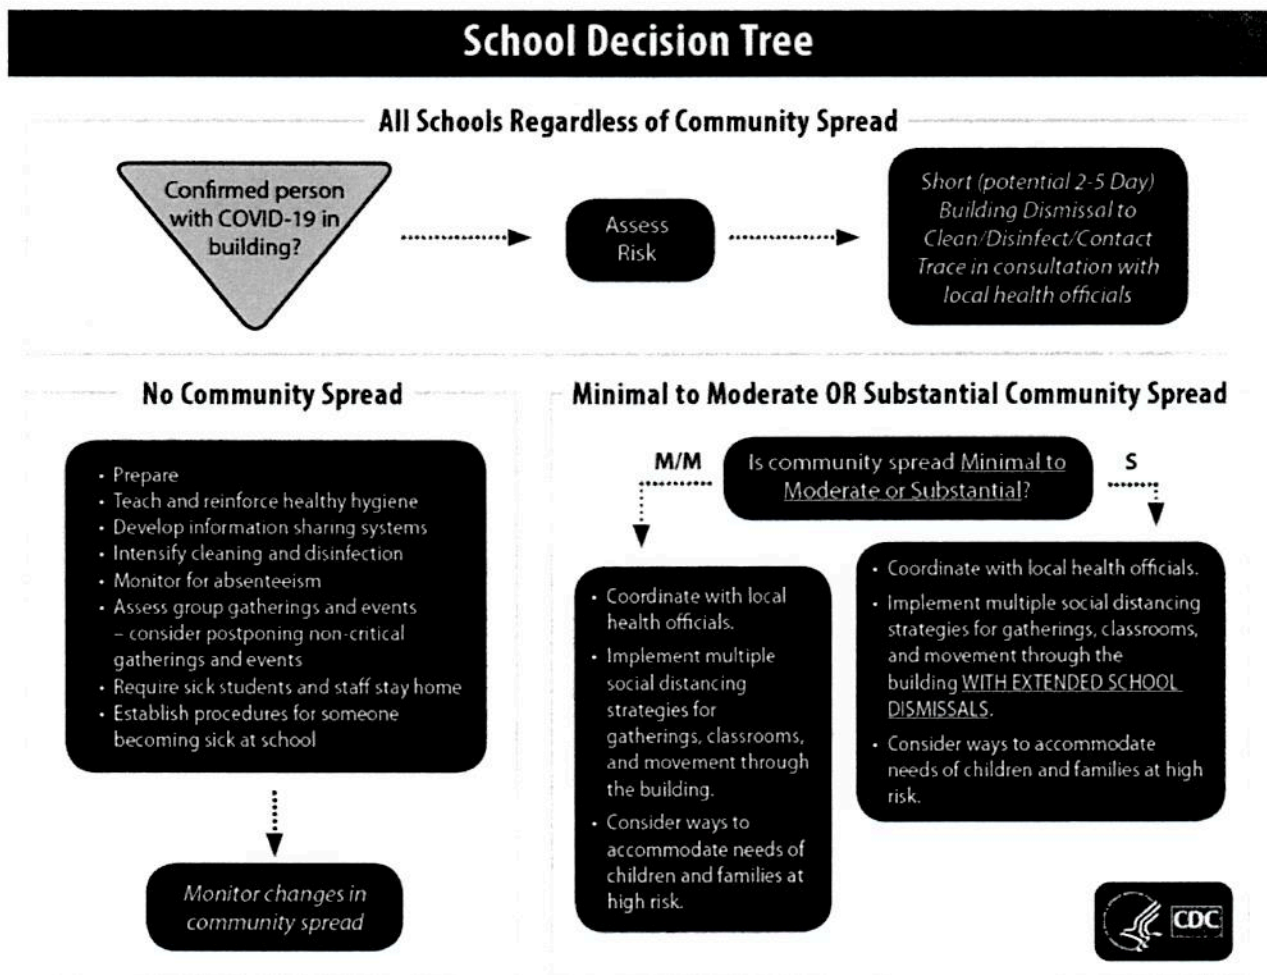 School Decision Tree
All Schools Regardless of Community Spread
Confirmed person
with COVID-19 in
building?
Assess
Risk
Short (potential 2-5 Day)
Building Dismissal to
Clean/Disinfect/Contact
Trace in consultation with
local health officials
No Community Spread
• Prepare
• Teach and reinforce healthy hygiene
• Develop information sharing systems
• Intensify cleaning and disinfection
• Monitor for absenteeism
• Assess group gatherings and events
– consider postponing non-critical
gatherings and events
• Require sick students and staff stay home
• Establish procedures for someone
becoming sick at school
Monitor changes in
community spread
Minimal to Moderate OR Substantial Community Spread
Is community spread Minimal to
Moderate or Substantial?
M/M
• Coordinate with local
health officials.
• Implement multiple
social distancing
strategies for
gatherings, classrooms,
and movement through
the building.
• Consider ways to
accommodate needs of
children and families at
high risk.
S
• Coordinate with local health officials.
• Implement multiple social distancing
strategies for gatherings, classrooms,
and movement through the
building WITH EXTENDED SCHOOL
DISMISSALS.
• Consider ways to accommodate
needs of children and families at high
risk.
CDC